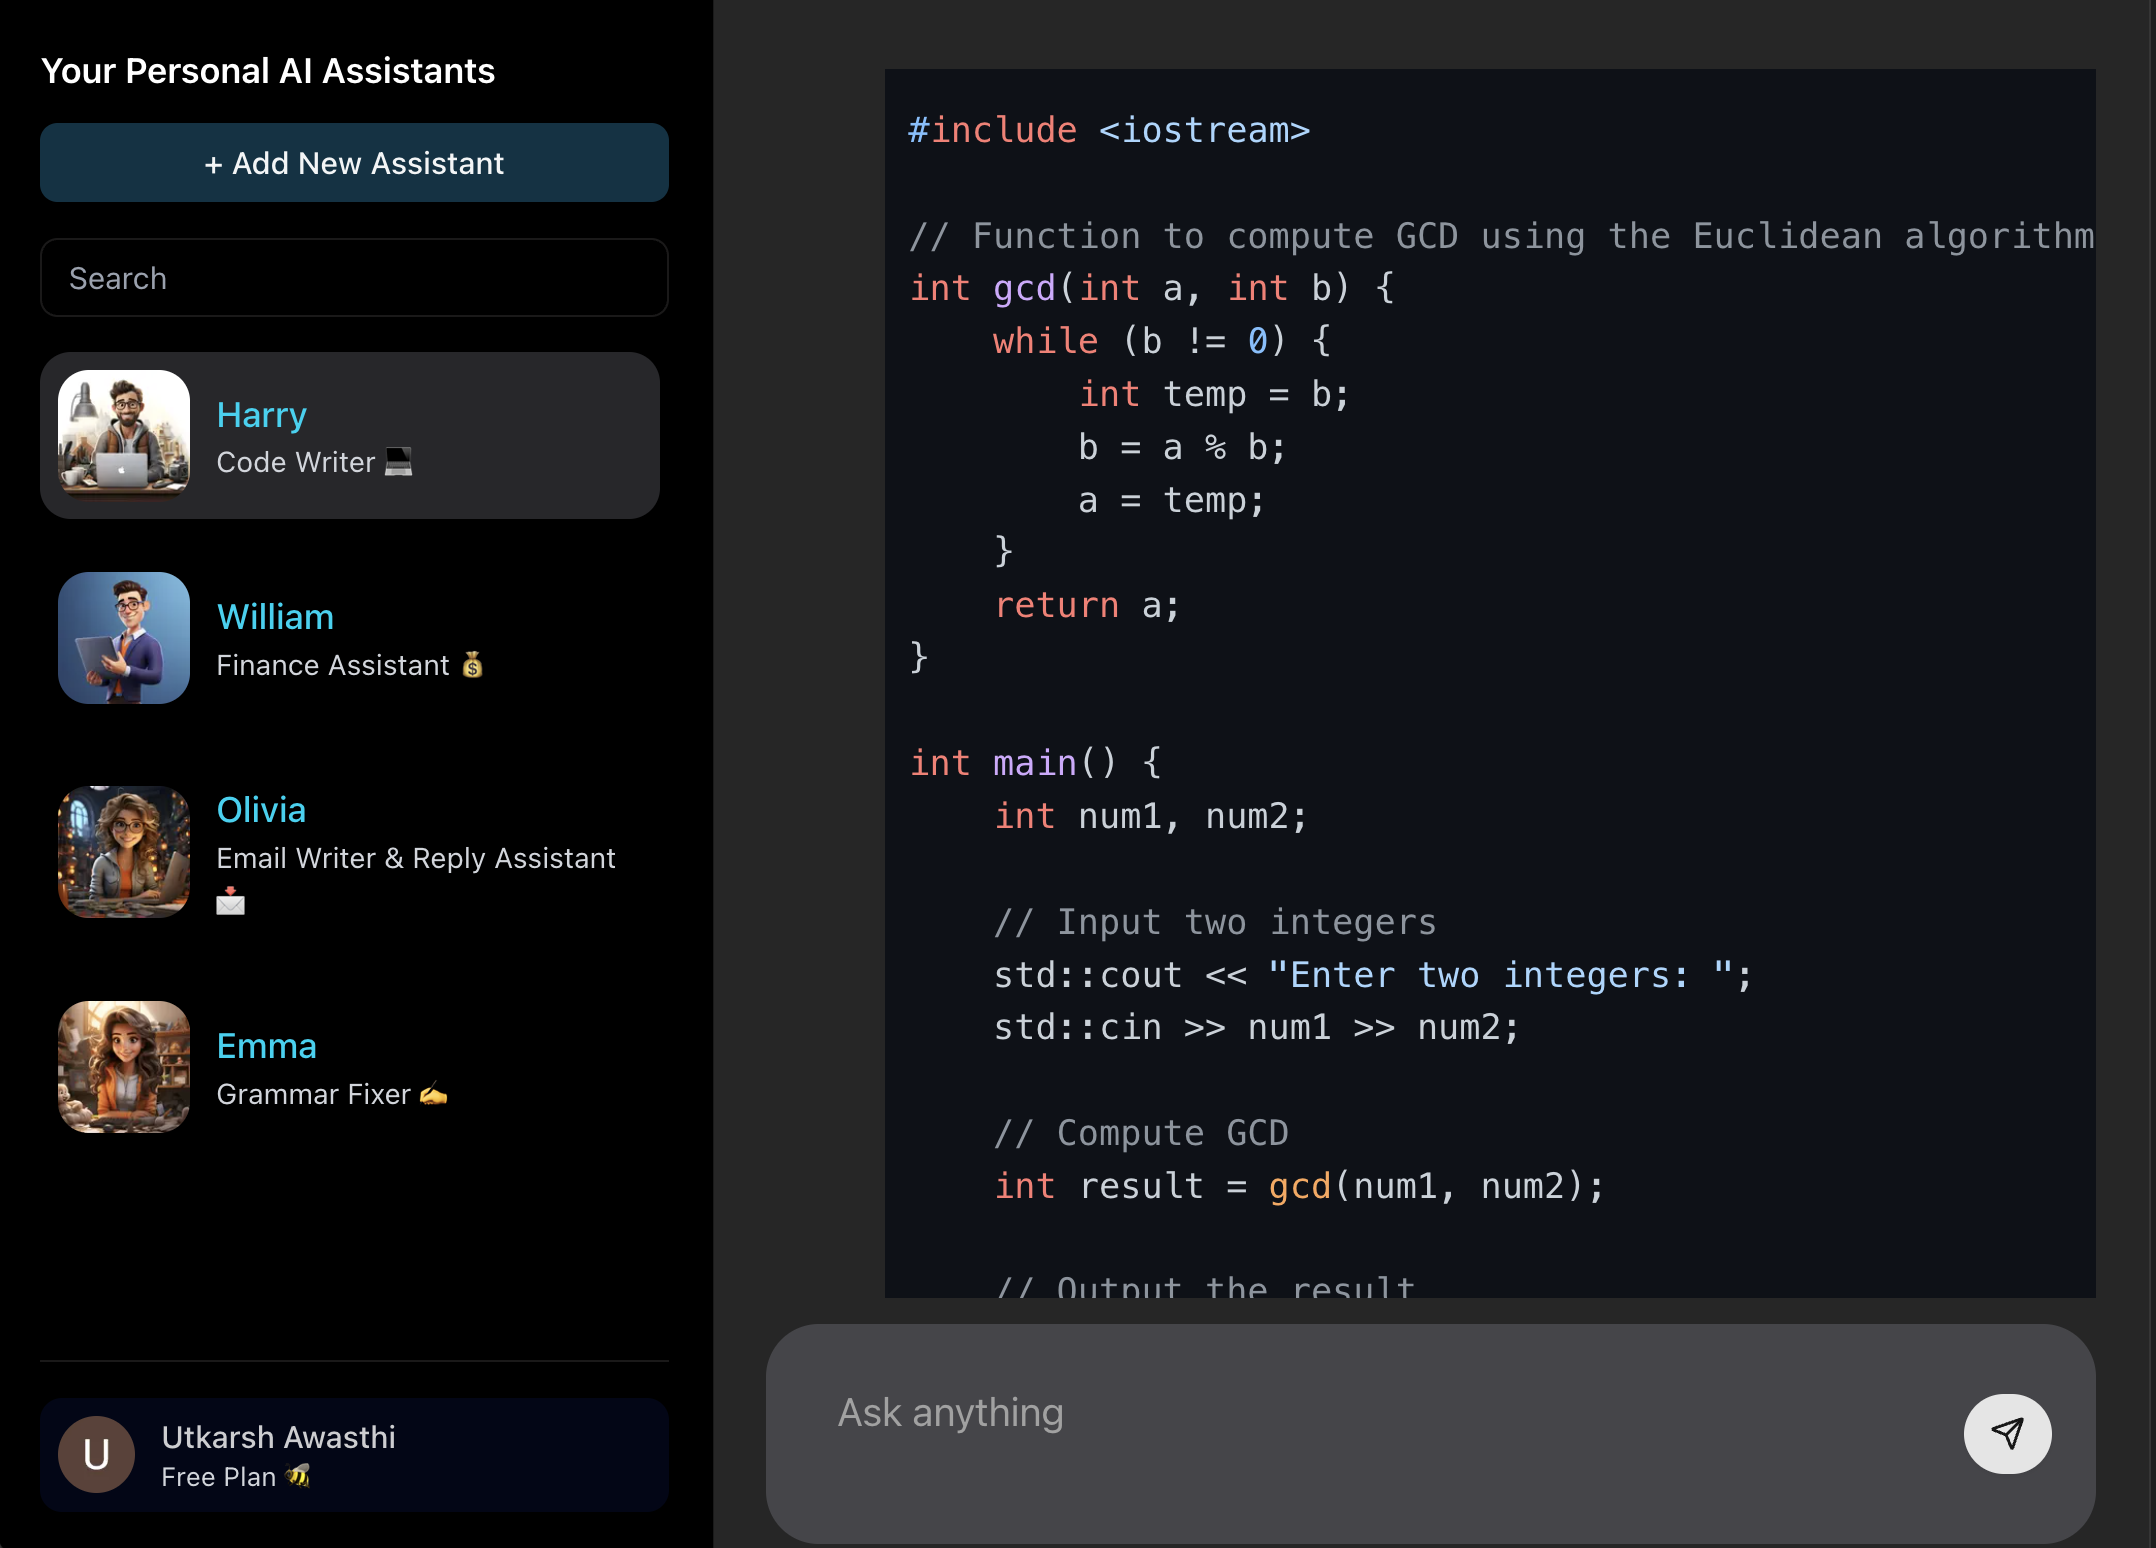 Your Personal AI Assistants
+ Add New Assistant
Search
Harry
Code Writer 💻
William
Finance Assistant 💰
Olivia
Email Writer & Reply Assistant
📩
Emma
Grammar Fixer ✍️
U
Utkarsh Awasthi
Free Plan 🐝
#include <iostream>

// Function to compute GCD using the Euclidean algorithm
int gcd(int a, int b) {
    while (b != 0) {
        int temp = b;
        b = a % b;
        a = temp;
    }
    return a;
}

int main() {
    int num1, num2;

    // Input two integers
    std::cout << "Enter two integers: ";
    std::cin >> num1 >> num2;

    // Compute GCD
    int result = gcd(num1, num2);

    // Output the result
Ask anything